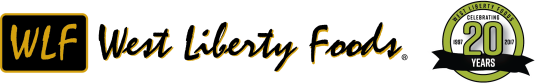 WLF West Liberty Foods®
WEST LIBERTY FOODS
CELEBRATING
1997 20 2017
YEARS